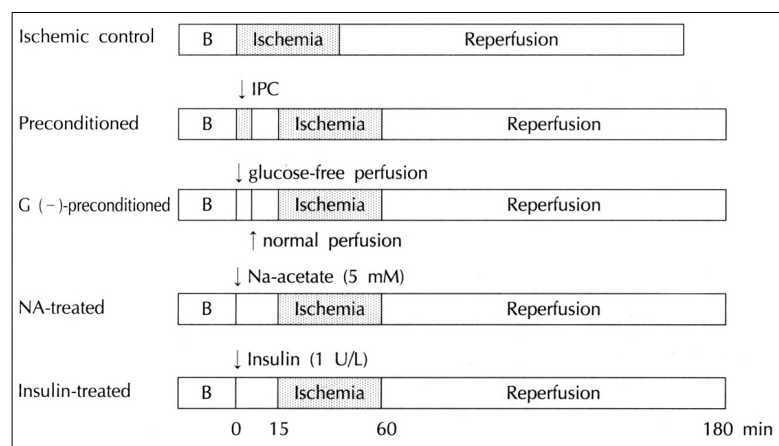 Ischemic control B Ischemia Reperfusion
↓ IPC
Preconditioned B Ischemia Reperfusion
↓ glucose-free perfusion
G (−)-preconditioned B Ischemia Reperfusion
↑ normal perfusion
↓ Na-acetate (5 mM)
NA-treated B Ischemia Reperfusion
↓ Insulin (1 U/L)
Insulin-treated B Ischemia Reperfusion
0 15 60 180 min